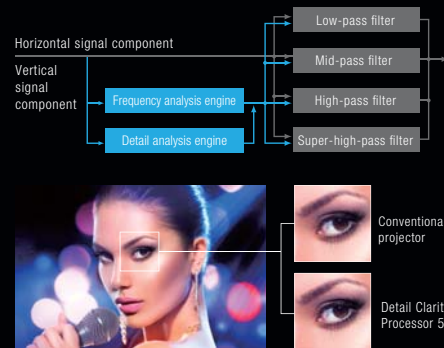 Low-pass filter
Horizontal signal component
Mid-pass filter
Vertical
signal
component
Frequency analysis engine
High-pass filter
Detail analysis engine
Super-high-pass filter
Conventiona
projector
Detail Clarit
Processor 5